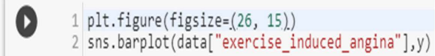 1 plt.figure(figsize=(26, 15))
2 sns.barplot(data["exercise_induced_angina"],y)